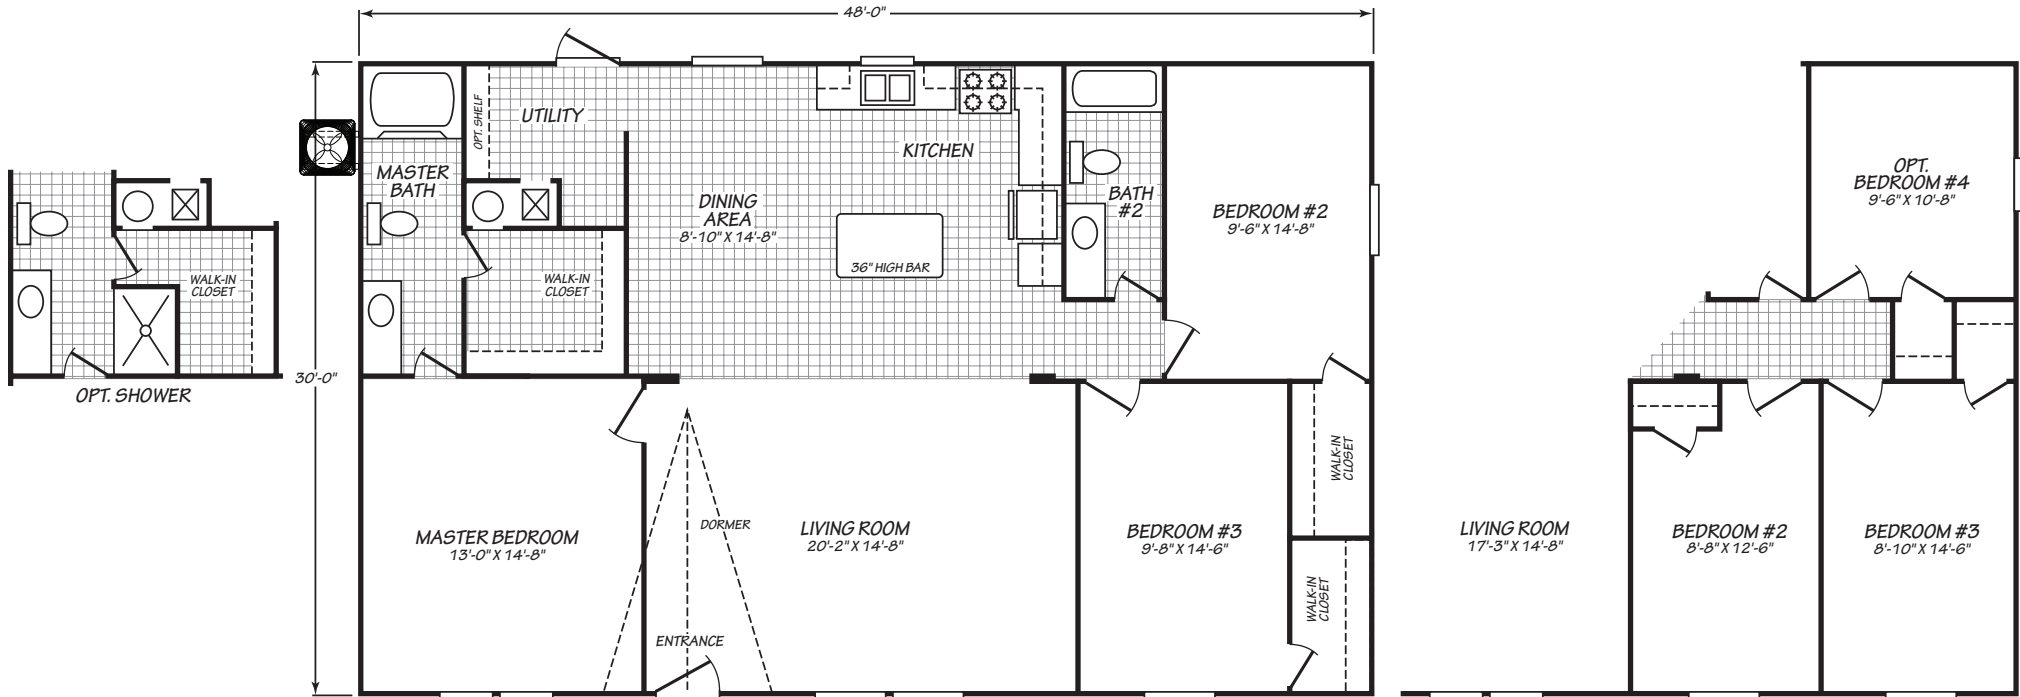 48'-0"
30'-0"
WALK-IN
CLOSET
OPT. SHOWER
MASTER
BATH
OPT. SHELF
UTILITY
WALK-IN
CLOSET
DINING
AREA
8'-10" X 14'-8"
KITCHEN
36" HIGH BAR
BATH
#2
BEDROOM #2
9'-6" X 14'-8"
MASTER BEDROOM
13'-0" X 14'-8"
DORMER
ENTRANCE
LIVING ROOM
20'-2" X 14'-8"
BEDROOM #3
9'-8" X 14'-6"
WALK-IN
CLOSET
WALK-IN
CLOSET
OPT.
BEDROOM #4
9'-6" X 10'-8"
LIVING ROOM
17'-3" X 14'-8"
BEDROOM #2
8'-8" X 12'-6"
BEDROOM #3
8'-10" X 14'-6"